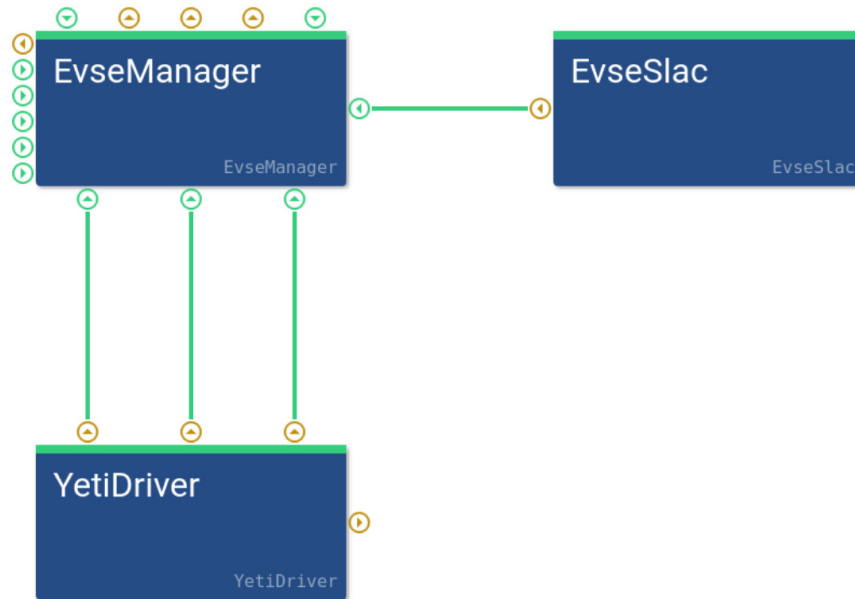 EvseManager
EvseManager
EvseSlac
EvseSlac
YetiDriver
YetiDriver